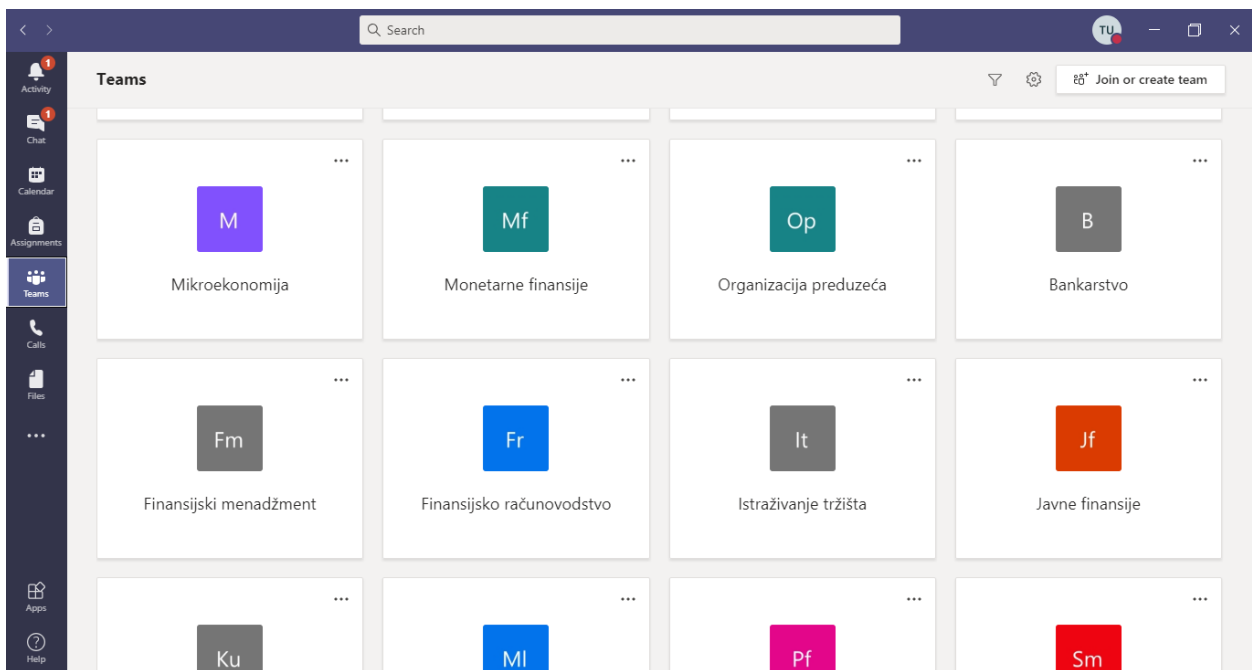 Search
TU
1
Activity
Teams
Join or create team
1
Chat
Calendar
Assignments
Teams
Calls
Files
Apps
Help
M
Mf
Op
B
Mikroekonomija
Monetarne finansije
Organizacija preduzeća
Bankarstvo
Fm
Fr
It
Jf
Finansijski menadžment
Finansijsko računovodstvo
Istraživanje tržišta
Javne finansije
Ku
Ml
Pf
Sm